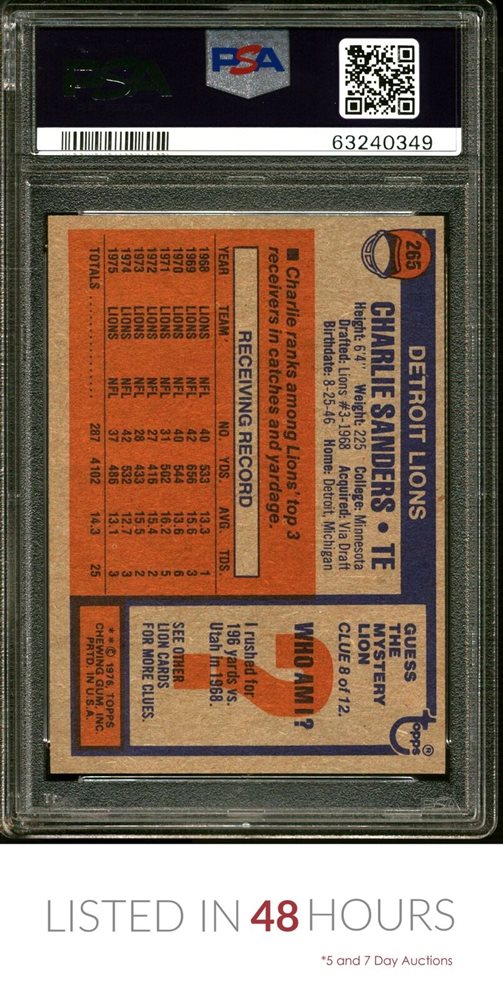 PSA
PSA
63240349
265
DETROIT LIONS
CHARLIE SANDERS • TE
Height: 6'4" Weight: 225 College: Minnesota
Drafted: Lions #3-1968 Acquired: Via Draft
Birthdate: 8-25-46 Home: Detroit, Michigan
■ Charlie ranks among Lions' top 3
receivers in catches and yardage.
RECEIVING RECORD
YEAR TEAM NO. YDS. AVG. TDS.
1968 LIONS NFL 40 533 13.3 1
1969 LIONS NFL 42 656 15.6 3
1970 LIONS NFL 40 544 13.6 6
1971 LIONS NFL 31 502 16.2 5
1972 LIONS NFL 27 416 15.4 2
1973 LIONS NFL 28 433 15.5 2
1974 LIONS NFL 42 532 12.7 3
1975 LIONS NFL 37 486 13.1 3
TOTALS 287 4102 14.3 25
topps®
GUESS
THE
MYSTERY
LION
CLUE 8 of 12.
?
WHO AM I?
I rushed for
196 yards vs.
Utah in 1968.
SEE OTHER
LION CARDS
FOR MORE CLUES.
* * © 1976, TOPPS
CHEWING GUM, INC.
PRTD. IN U.S.A.
PSA
LISTED IN 48 HOURS
*5 and 7 Day Auctions